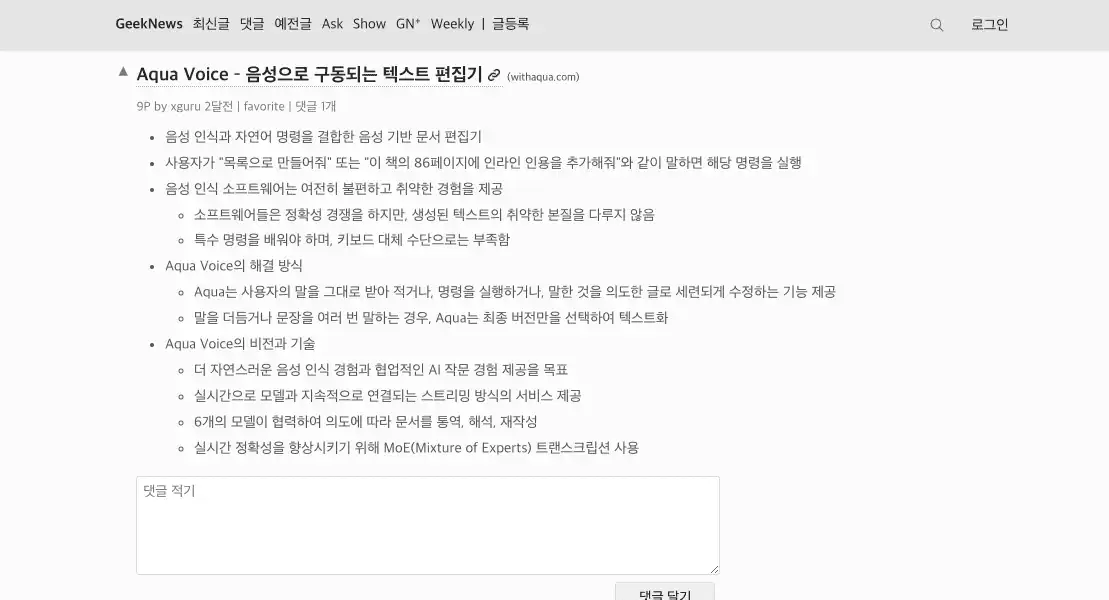 GeekNews 최신글 댓글 예전글 Ask Show GN⁺ Weekly | 글등록 로그인
▲ Aqua Voice - 음성으로 구동되는 텍스트 편집기 (withaqua.com)
9P by xguru 2달전 | favorite | 댓글 1개
• 음성 인식과 자연어 명령을 결합한 음성 기반 문서 편집기
• 사용자가 "목록으로 만들어줘" 또는 "이 책의 86페이지에 인라인 인용을 추가해줘"와 같이 말하면 해당 명령을 실행
• 음성 인식 소프트웨어는 여전히 불편하고 취약한 경험을 제공
◦ 소프트웨어들은 정확성 경쟁을 하지만, 생성된 텍스트의 취약한 본질을 다루지 않음
◦ 특수 명령을 배워야 하며, 키보드 대체 수단으로는 부족함
• Aqua Voice의 해결 방식
◦ Aqua는 사용자의 말을 그대로 받아 적거나, 명령을 실행하거나, 말한 것을 의도한 글로 세련되게 수정하는 기능 제공
◦ 말을 더듬거나 문장을 여러 번 말하는 경우, Aqua는 최종 버전만을 선택하여 텍스트화
• Aqua Voice의 비전과 기술
◦ 더 자연스러운 음성 인식 경험과 협업적인 AI 작문 경험 제공을 목표
◦ 실시간으로 모델과 지속적으로 연결되는 스트리밍 방식의 서비스 제공
◦ 6개의 모델이 협력하여 의도에 따라 문서를 통역, 해석, 재작성
◦ 실시간 정확성을 향상시키기 위해 MoE(Mixture of Experts) 트랜스크립션 사용
댓글 적기
댓글 달기